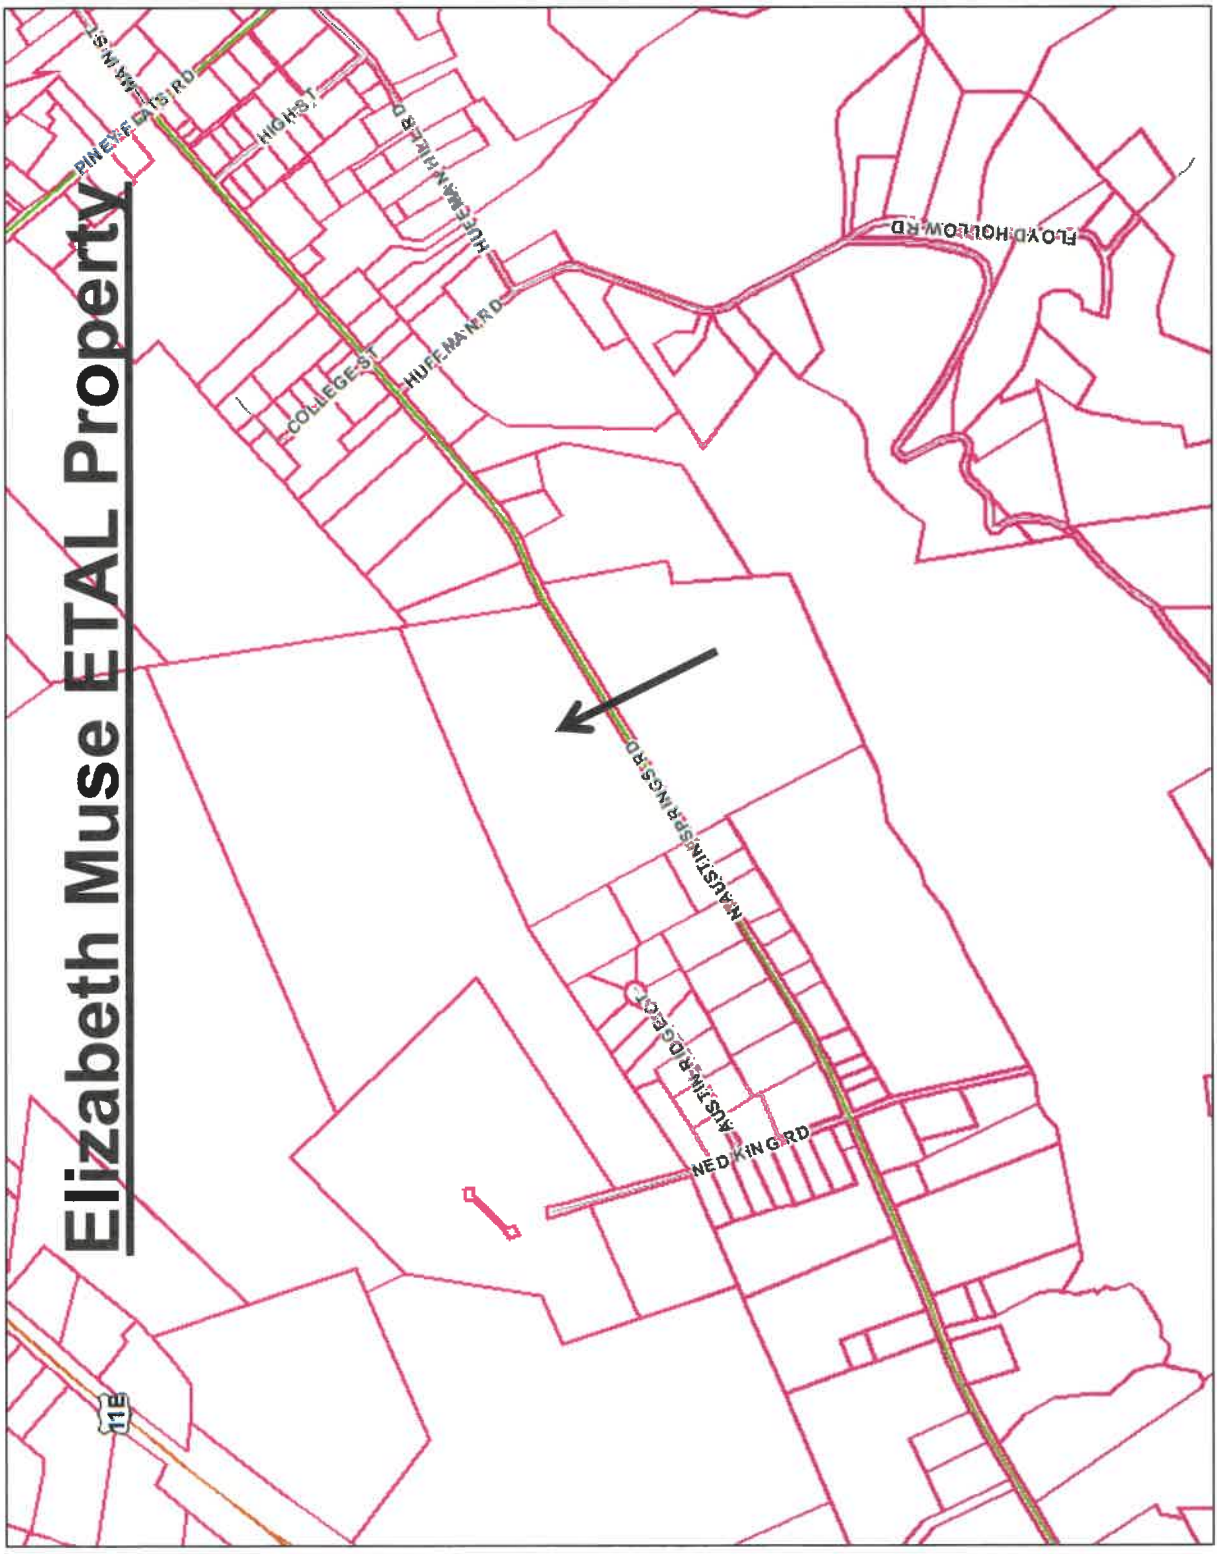 Elizabeth Muse ETAL Property
11E
PINEY FLATS RD
MAIN ST
HIGH ST
HUFFMAN HILL RD
COLLEGE ST
HUFFMAN RD
FLOYD HOLLOW RD
N AUSTIN SPRINGS RD
AUSTIN RIDGE CT
NED KING RD